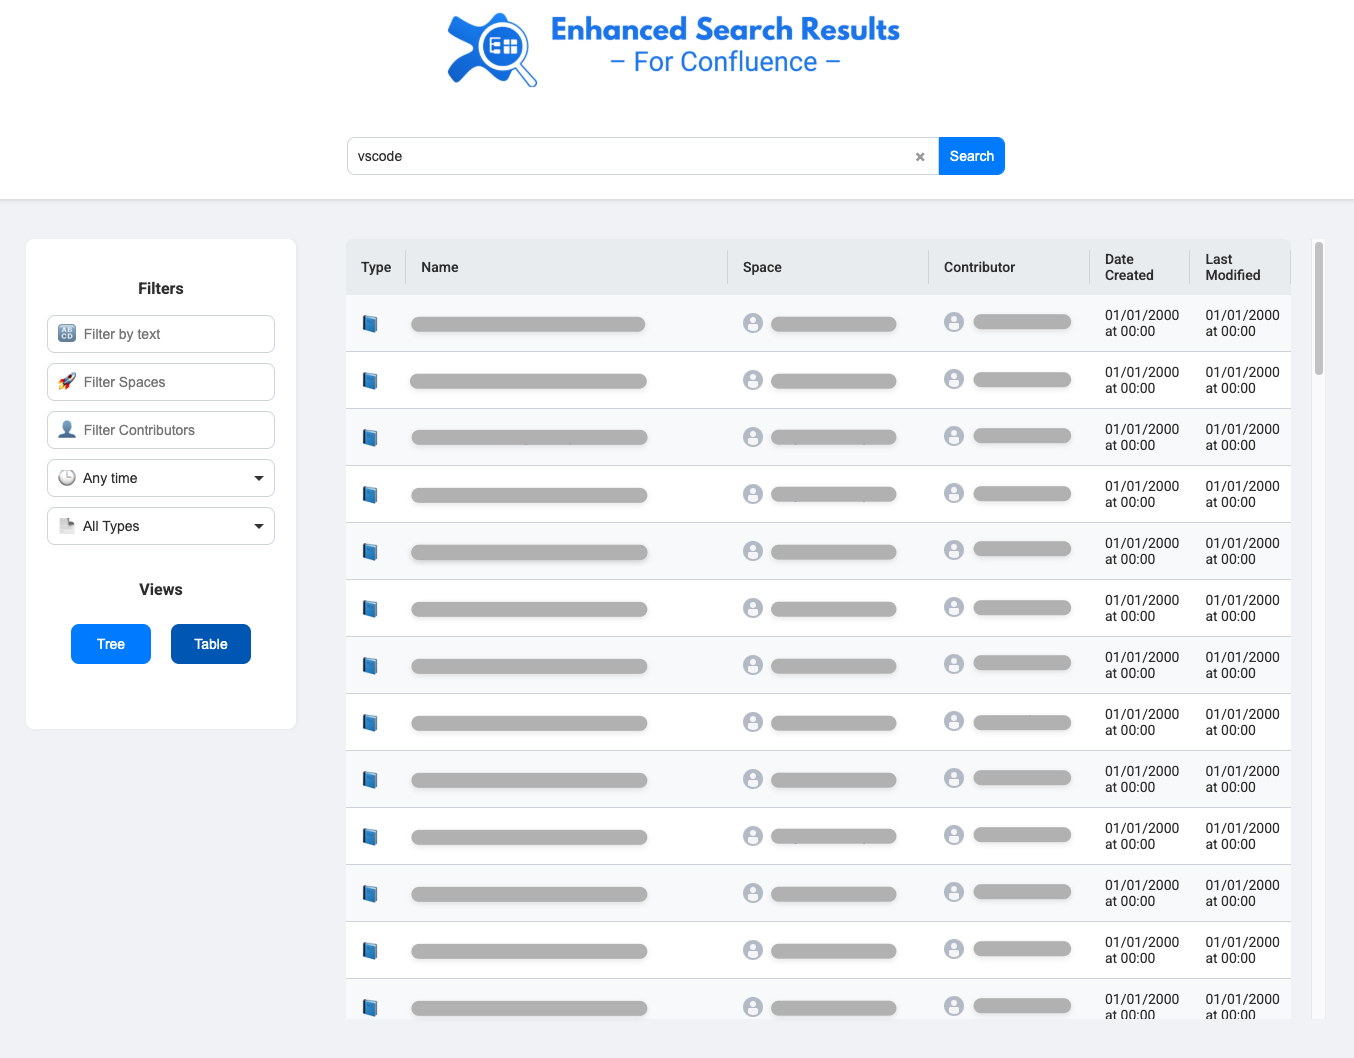 Enhanced Search Results
– For Confluence –
vscode
Search
Filters
Filter by text
Filter Spaces
Filter Contributors
Any time
All Types
Views
Tree Table
Type Name Space Contributor Date Created Last Modified
01/01/2000 at 00:00 01/01/2000 at 00:00
01/01/2000 at 00:00 01/01/2000 at 00:00
01/01/2000 at 00:00 01/01/2000 at 00:00
01/01/2000 at 00:00 01/01/2000 at 00:00
01/01/2000 at 00:00 01/01/2000 at 00:00
01/01/2000 at 00:00 01/01/2000 at 00:00
01/01/2000 at 00:00 01/01/2000 at 00:00
01/01/2000 at 00:00 01/01/2000 at 00:00
01/01/2000 at 00:00 01/01/2000 at 00:00
01/01/2000 at 00:00 01/01/2000 at 00:00
01/01/2000 at 00:00 01/01/2000 at 00:00
01/01/2000 at 00:00 01/01/2000 at 00:00
01/01/2000 at 00:00 01/01/2000 at 00:00